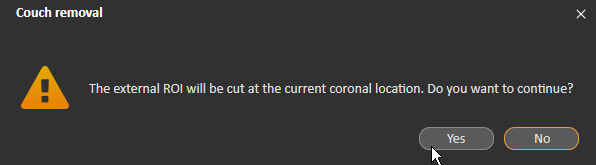 Couch removal
The external ROI will be cut at the current coronal location. Do you want to continue?
Yes
No